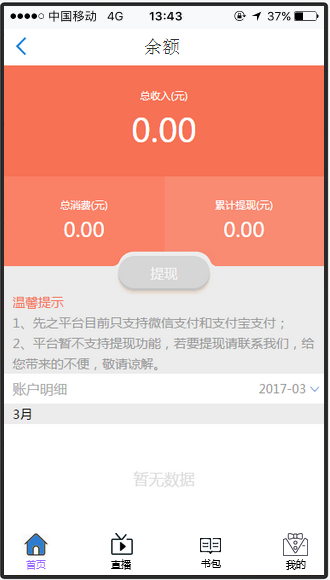 中国移动 4G 13:43 37%
余额
总收入(元)
0.00
总消费(元) 累计提现(元)
0.00 0.00
提现
温馨提示
1、先之平台目前只支持微信支付和支付宝支付；
2、平台暂不支持提现功能，若要提现请联系我们，给
您带来的不便，敬请谅解。
账户明细 2017-03
3月
暂无数据
首页 直播 书包 我的